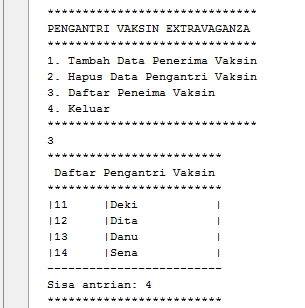 ******************************
PENGANTRI VAKSIN EXTRAVAGANZA
******************************
1. Tambah Data Penerima Vaksin
2. Hapus Data Pengantri Vaksin
3. Daftar Peneima Vaksin
4. Keluar
******************************
3
*************************
 Daftar Pengantri Vaksin
*************************
|11     |Deki           |
|12     |Dita           |
|13     |Danu           |
|14     |Sena           |
-------------------------
Sisa antrian: 4
*************************